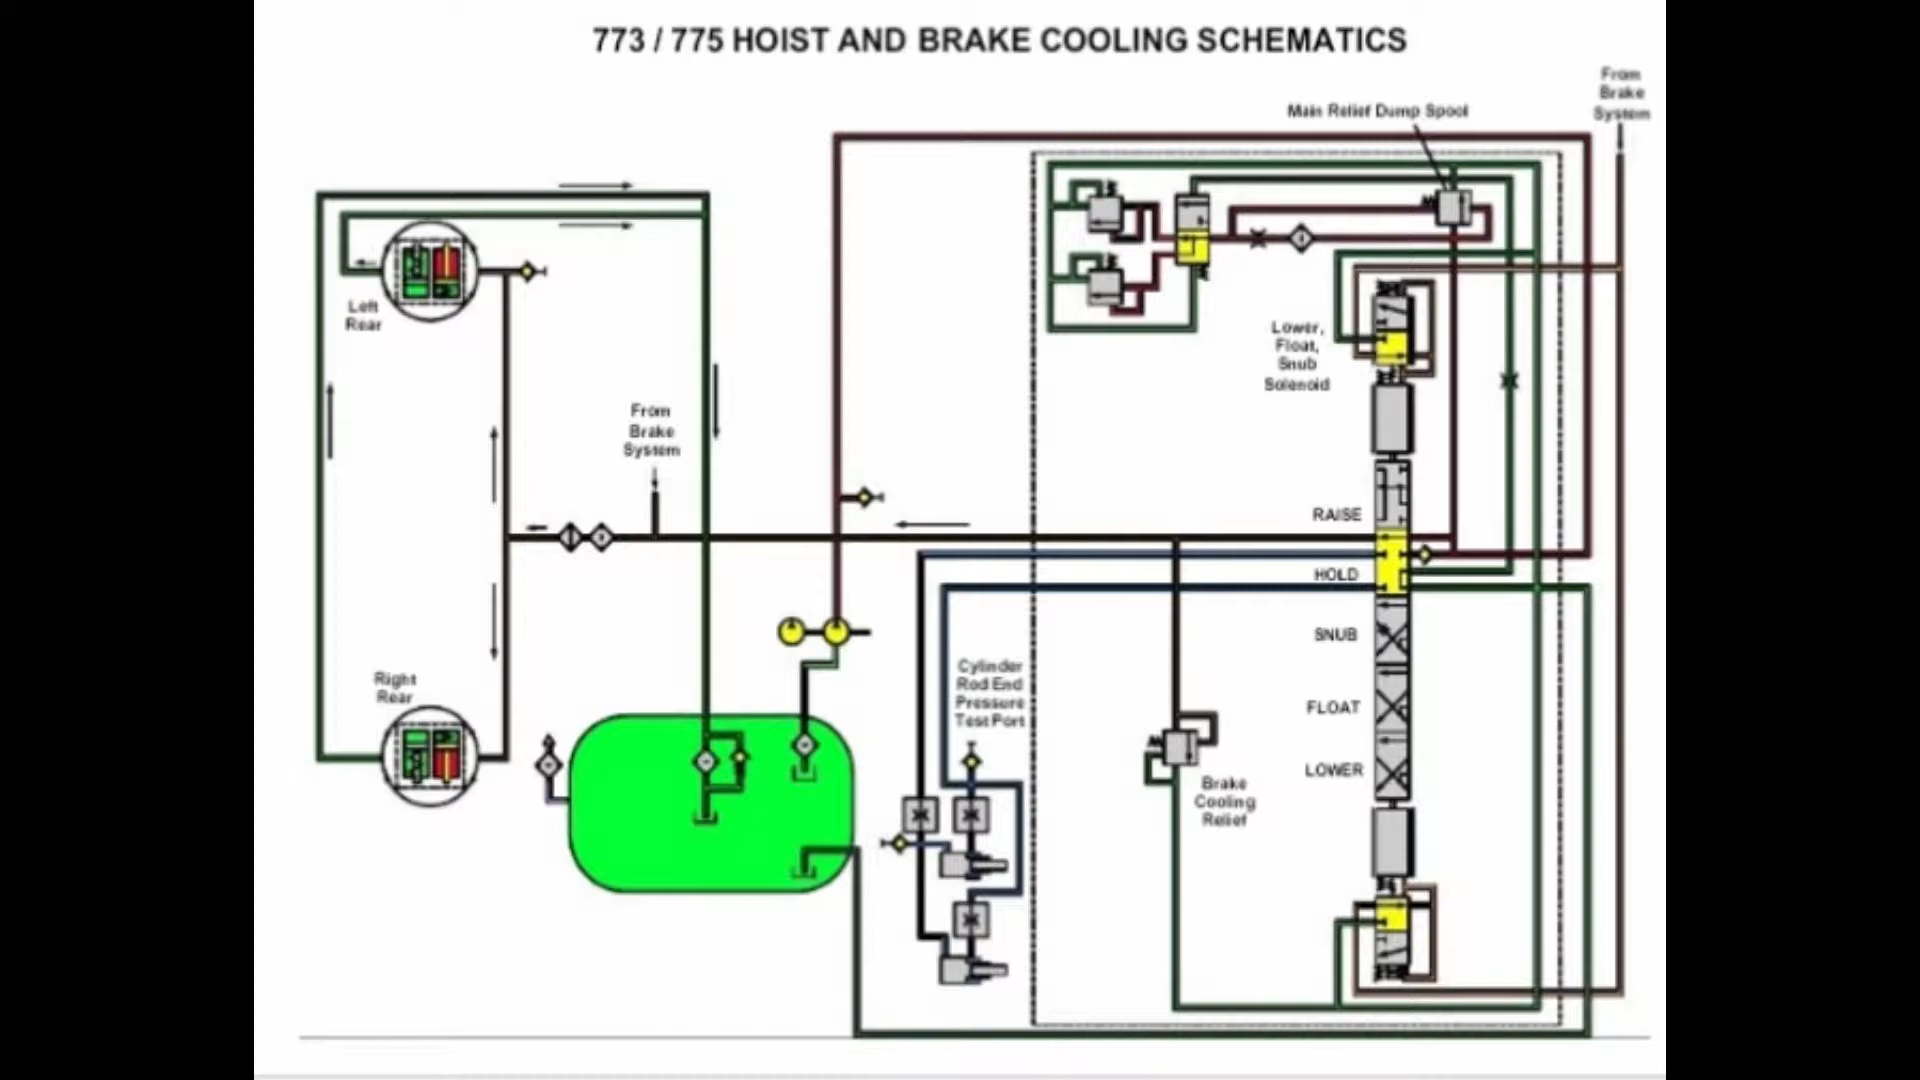 773 / 775 HOIST AND BRAKE COOLING SCHEMATICS
From
Brake
System
Main Relief Dump Spool
Left
Rear
Lower,
Float,
Snub
Solenoid
From
Brake
System
RAISE
HOLD
SNUB
FLOAT
LOWER
Right
Rear
Cylinder
Rod End
Pressure
Test Port
Brake
Cooling
Relief